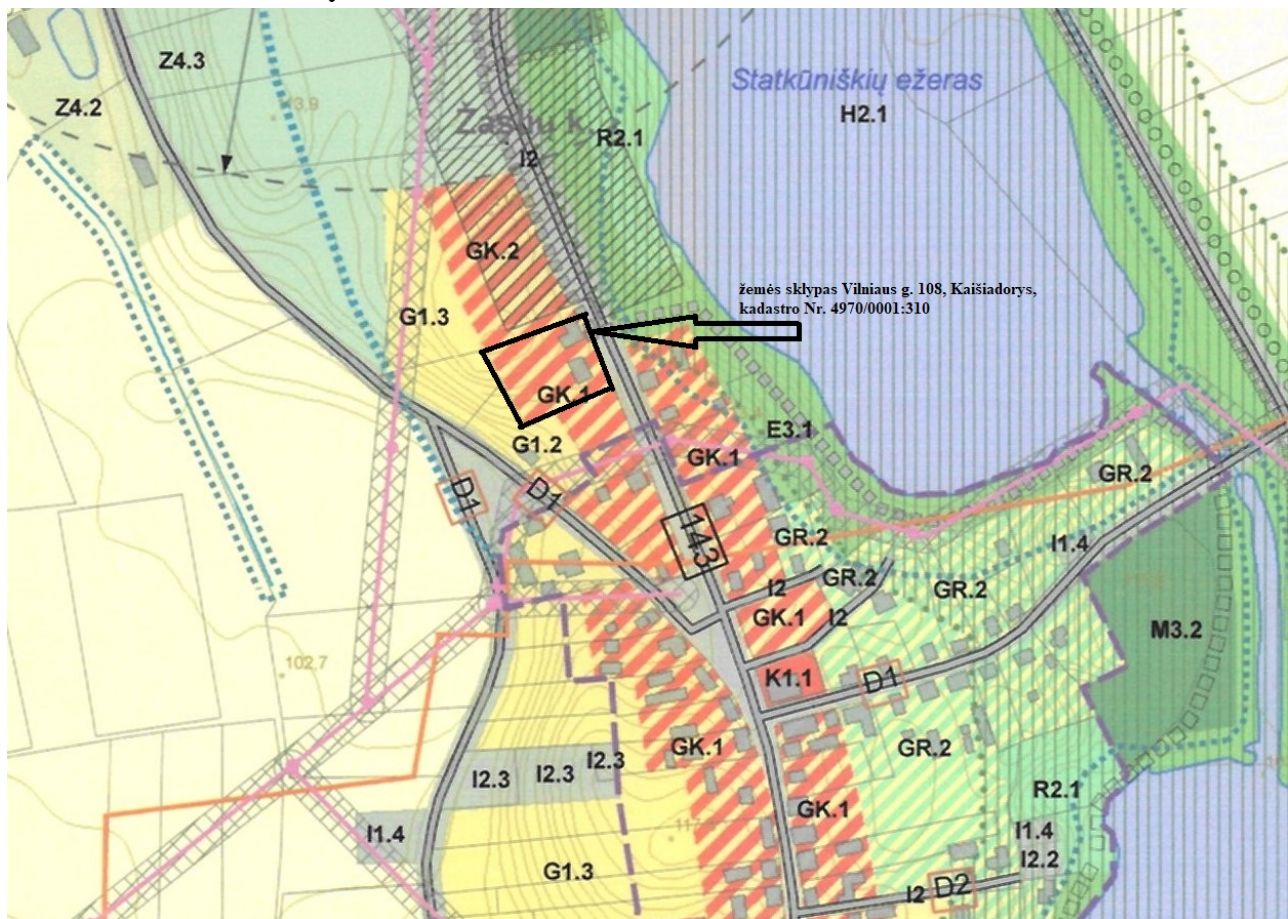 Z4.3
Statkūniškių ežeras
Z4.2
113,9
H2.1
Žaslių k.
R2.1
I2
GK.2
žemės sklypas Vilniaus g. 108, Kaišiadorys,
kadastro Nr. 4970/0001:310
G1.3
GK.1
E3.1
G1.2
GK.1
GR.2
D1
D1
143
GR.2
I1.4
I2
GR.2
GR.2
GK.1
I2
M3.2
102,7
K1.1
D1
GK.1
GR.2
I2.3
I2.3
I2.3
R2.1
GK.1
I1.4
I1.4
I2.2
G1.3
I2
D2